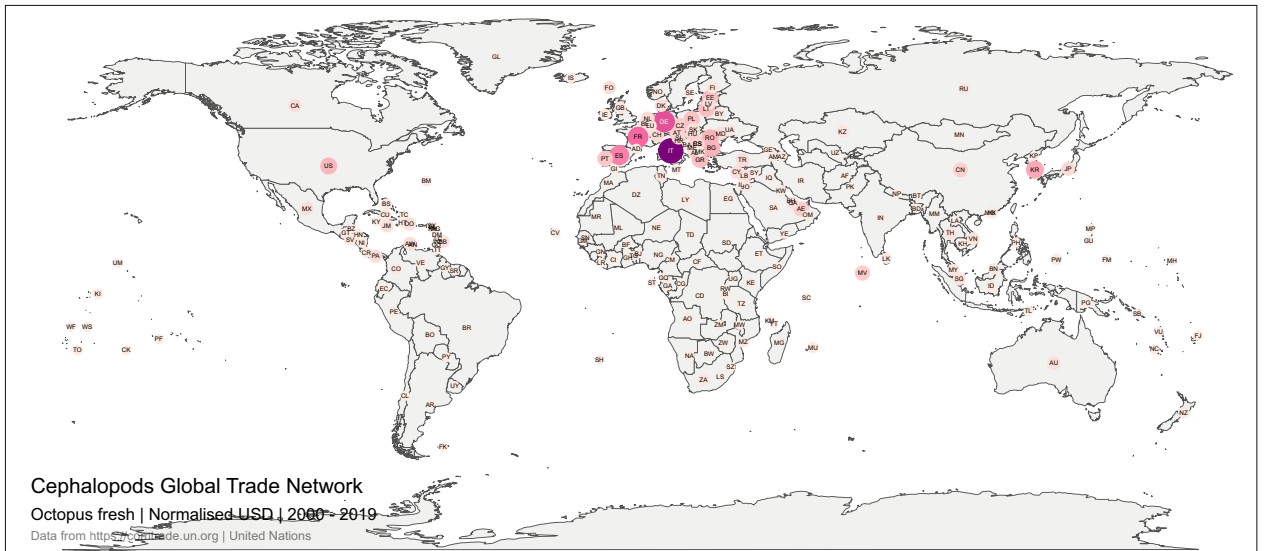 GL
IS
FO
CA
RU
FI
NO
SE
EE
LV
LT
DK
GB
IE
NL
EU
DE
PL
BY
CZ
SK
AT
CH
FR
MD
UA
RO
BG
MK
IT
ES
PT
AD
GI
GR
MT
TN
MA
KZ
MN
UZ
GE
AM
AZ
TR
CY
SY
LB
JO
IQ
IR
AF
PK
KW
CN
KP
KR
JP
US
BM
MX
BS
TC
CU
KY
JM
HT
DO
BZ
GT
HN
SV
NI
CR
PA
DM
TT
VE
GY
SR
CO
EC
PE
BR
BO
PY
UY
AR
CL
FK
DZ
LY
EG
SA
AE
OM
YE
CV
MR
ML
NE
TD
SD
SN
BF
GN
LR
CI
GH
NG
CM
CF
ET
SO
ST
GA
CG
UG
KE
RW
BI
CD
TZ
AO
ZM
MW
MZ
ZW
NA
BW
SZ
ZA
LS
MG
KM
MU
SC
SH
IN
NP
BT
BD
MM
LA
TH
KH
VN
PH
LK
MV
MY
SG
BN
ID
TL
PG
MP
GU
PW
FM
MH
SB
VU
NC
FJ
AU
NZ
UM
KI
WF
WS
TO
CK
PF
Cephalopods Global Trade Network
Octopus fresh | Normalised USD | 2000 - 2019
Data from https://comtrade.un.org | United Nations